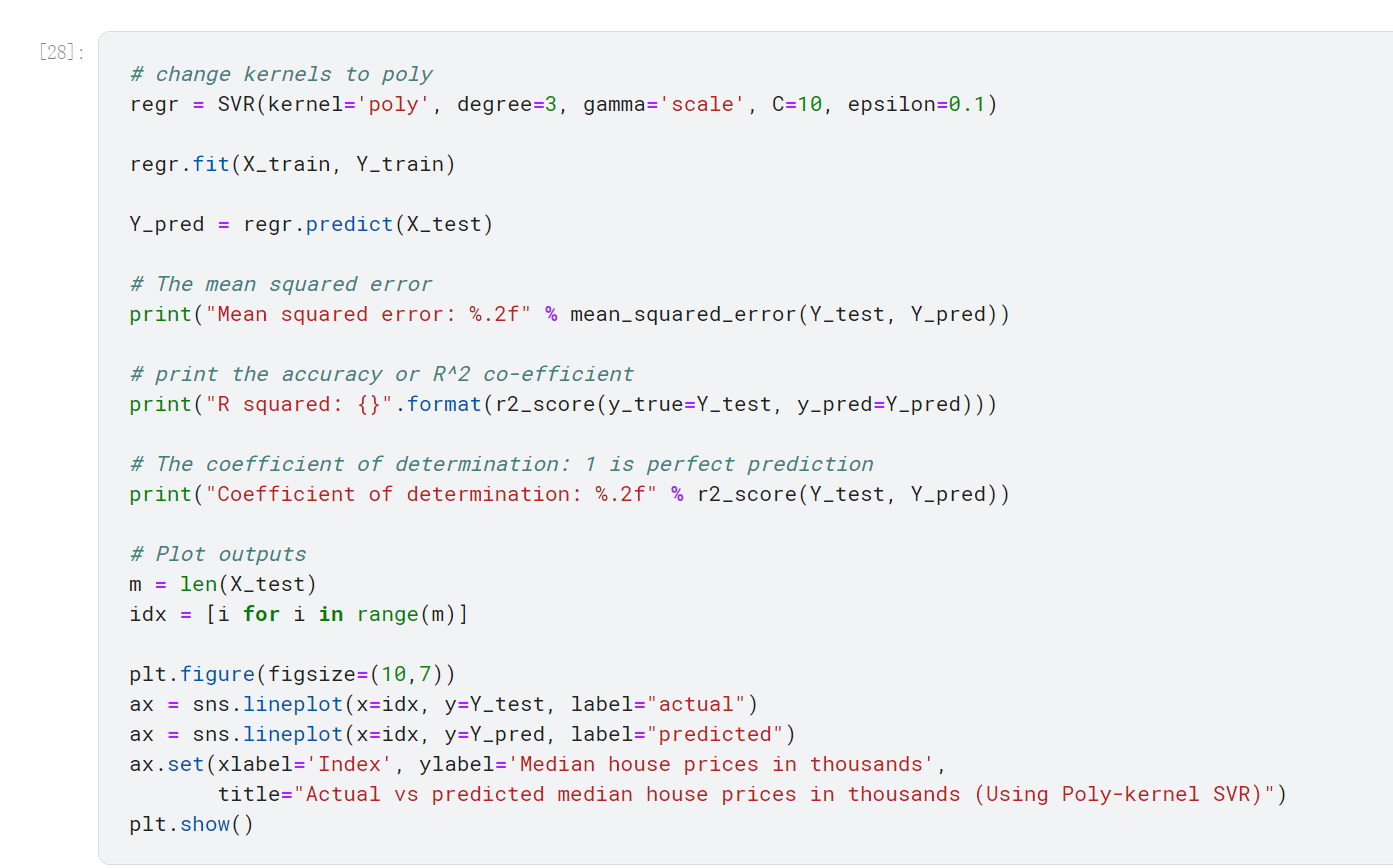 [28]:
# change kernels to poly
regr = SVR(kernel='poly', degree=3, gamma='scale', C=10, epsilon=0.1)
regr.fit(X_train, Y_train)
Y_pred = regr.predict(X_test)
# The mean squared error
print("Mean squared error: %.2f" % mean_squared_error(Y_test, Y_pred))
# print the accuracy or R^2 co-efficient
print("R squared: {}".format(r2_score(y_true=Y_test, y_pred=Y_pred)))
# The coefficient of determination: 1 is perfect prediction
print("Coefficient of determination: %.2f" % r2_score(Y_test, Y_pred))
# Plot outputs
m = len(X_test)
idx = [i for i in range(m)]
plt.figure(figsize=(10,7))
ax = sns.lineplot(x=idx, y=Y_test, label="actual")
ax = sns.lineplot(x=idx, y=Y_pred, label="predicted")
ax.set(xlabel='Index', ylabel='Median house prices in thousands',
       title="Actual vs predicted median house prices in thousands (Using Poly-kernel SVR)")
plt.show()